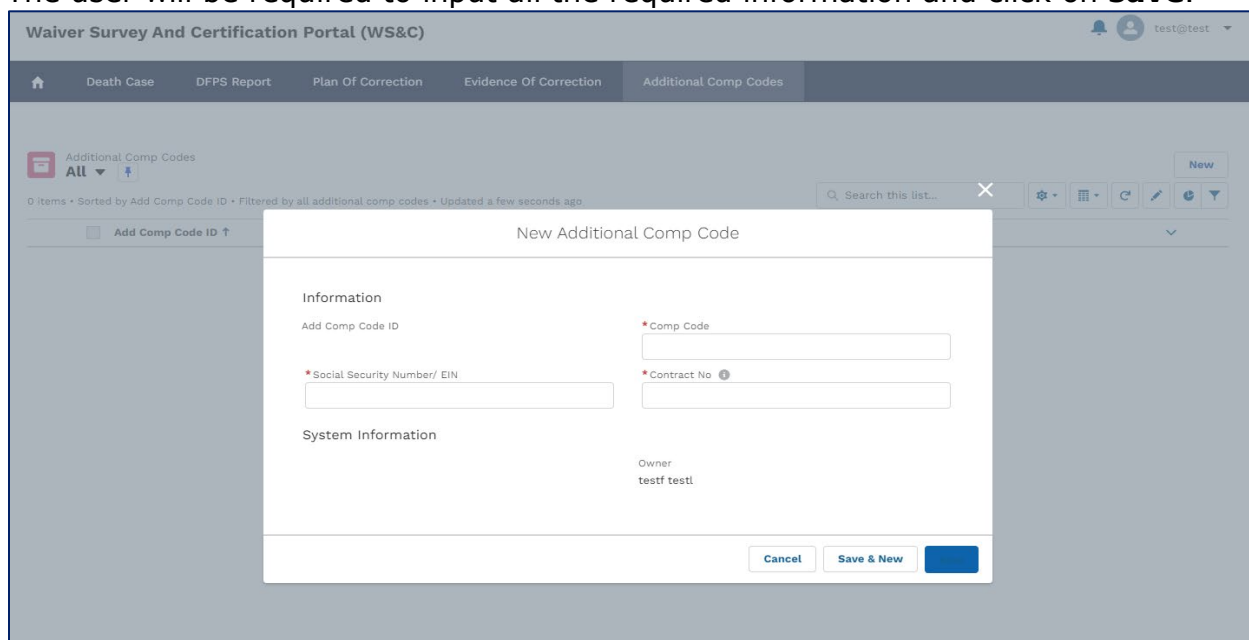 The user will be required to input all the required information and click on Save.
Waiver Survey And Certification Portal (WS&C)
test@test
Death Case DFPS Report Plan Of Correction Evidence Of Correction Additional Comp Codes
Additional Comp Codes
All
New
0 items • Sorted by Add Comp Code ID • Filtered by all additional comp codes • Updated a few seconds ago
Search this list...
Add Comp Code ID ↑
New Additional Comp Code
Information
Add Comp Code ID
*Comp Code
*Social Security Number/ EIN
*Contract No
System Information
Owner
testf testl
Cancel Save & New